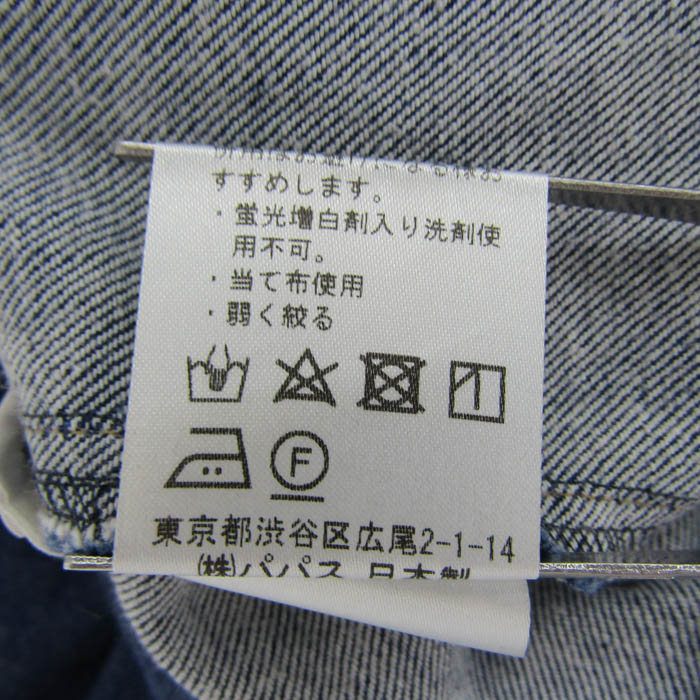 すすめします。
・蛍光増白剤入り洗剤使
用不可。
・当て布使用
・弱く絞る
F
東京都渋谷区広尾2-1-14
㈱パパス 日本製